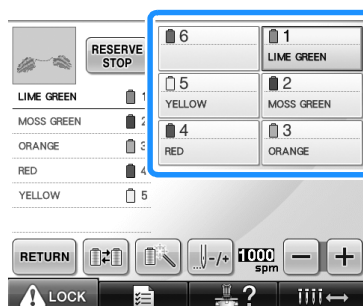 RESERVE
STOP
6
1
LIME GREEN
5
YELLOW
2
MOSS GREEN
4
RED
3
ORANGE
LIME GREEN 1
MOSS GREEN 2
ORANGE 3
RED 4
YELLOW 5
RETURN
-/+
1000
spm
− +
LOCK
?